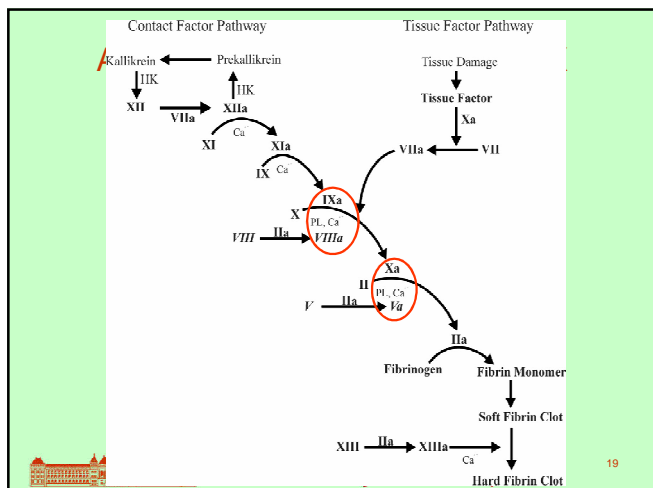 Contact Factor Pathway
Tissue Factor Pathway
Kallikrein
Prekallikrein
Tissue Damage
HK
HK
Tissue Factor
XII
VIIa
XIIa
Xa
XI
Ca
XIa
VIIa
VII
IX
Ca
IXa
X
PL, Ca
VIII
IIa
VIIIa
Xa
II
PL, Ca
V
IIa
Va
IIa
Fibrinogen
Fibrin Monomer
Soft Fibrin Clot
XIII
IIa
XIIIa
Ca
19
Hard Fibrin Clot